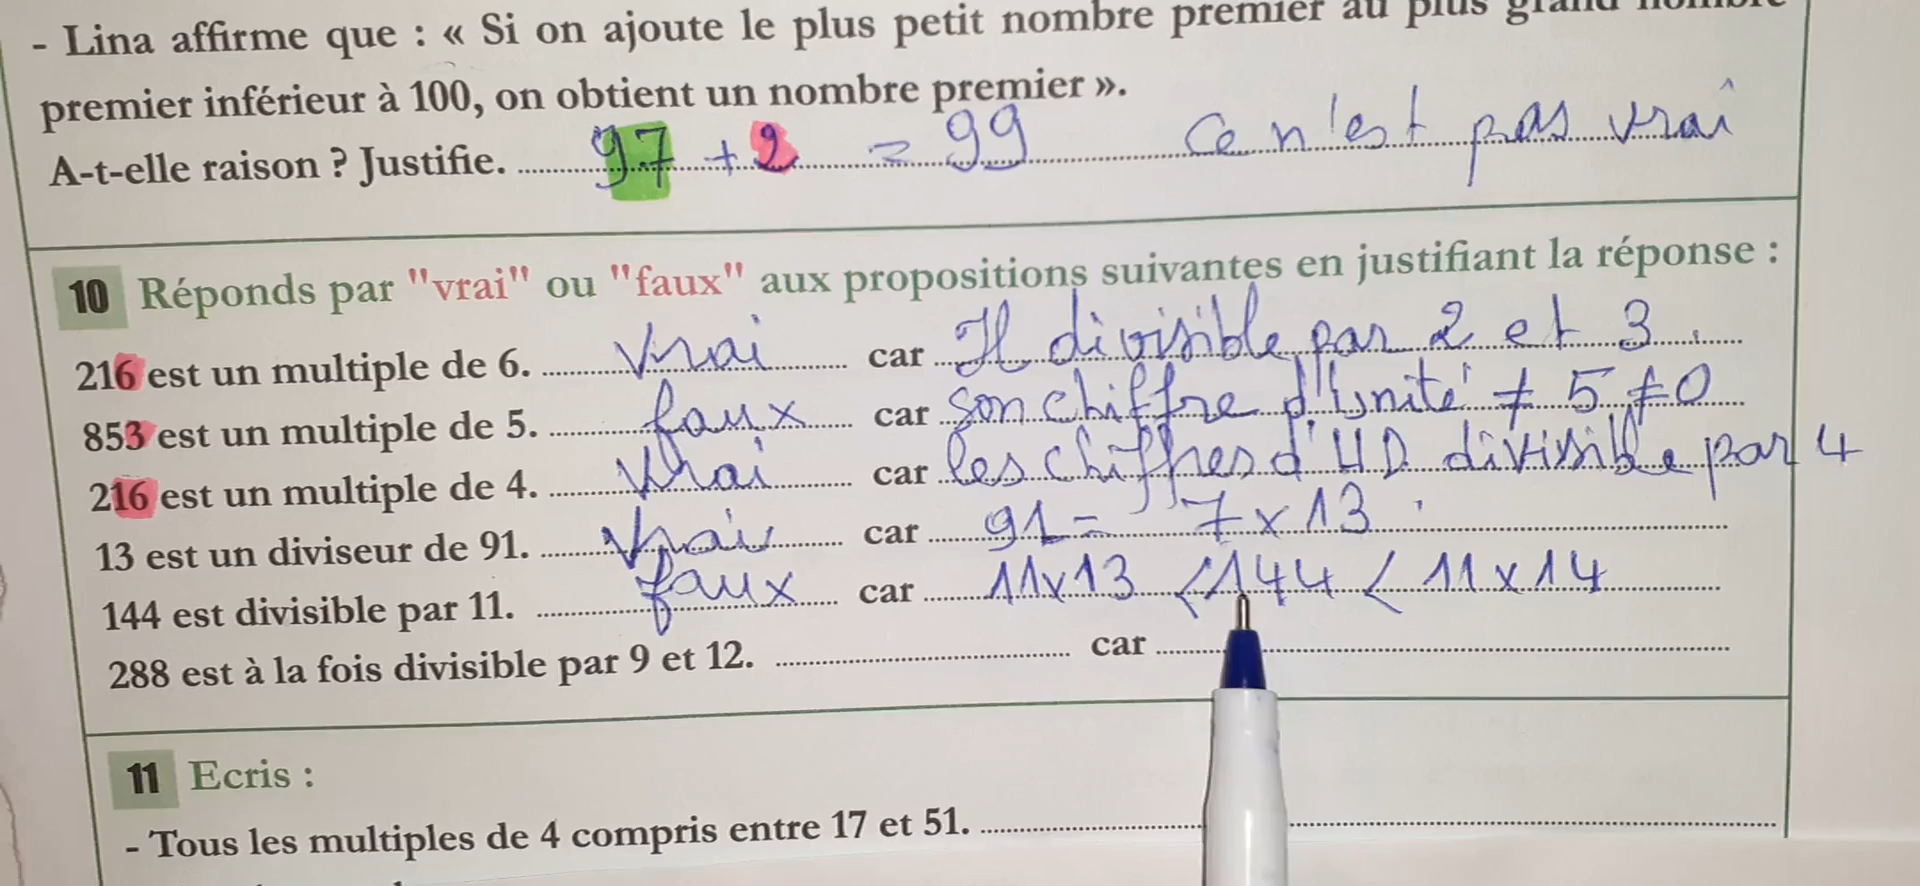 - Lina affirme que : « Si on ajoute le plus petit nombre premier au plus grand nombre
premier inférieur à 100, on obtient un nombre premier ».
A-t-elle raison ? Justifie. 97 + 2 = 99 ce n'est pas vrai
10 Réponds par "vrai" ou "faux" aux propositions suivantes en justifiant la réponse :
216 est un multiple de 6. Vrai car Il divisible par 2 et 3.
853 est un multiple de 5. faux car son chiffre d'unité ≠ 5 ≠ 0
216 est un multiple de 4. Vrai car les chiffres d'UD divisible par 4
13 est un diviseur de 91. Vrai car 91 = 7 x 13.
144 est divisible par 11. faux car 11x13 < 144 < 11x14
288 est à la fois divisible par 9 et 12. car
11 Ecris :
- Tous les multiples de 4 compris entre 17 et 51.